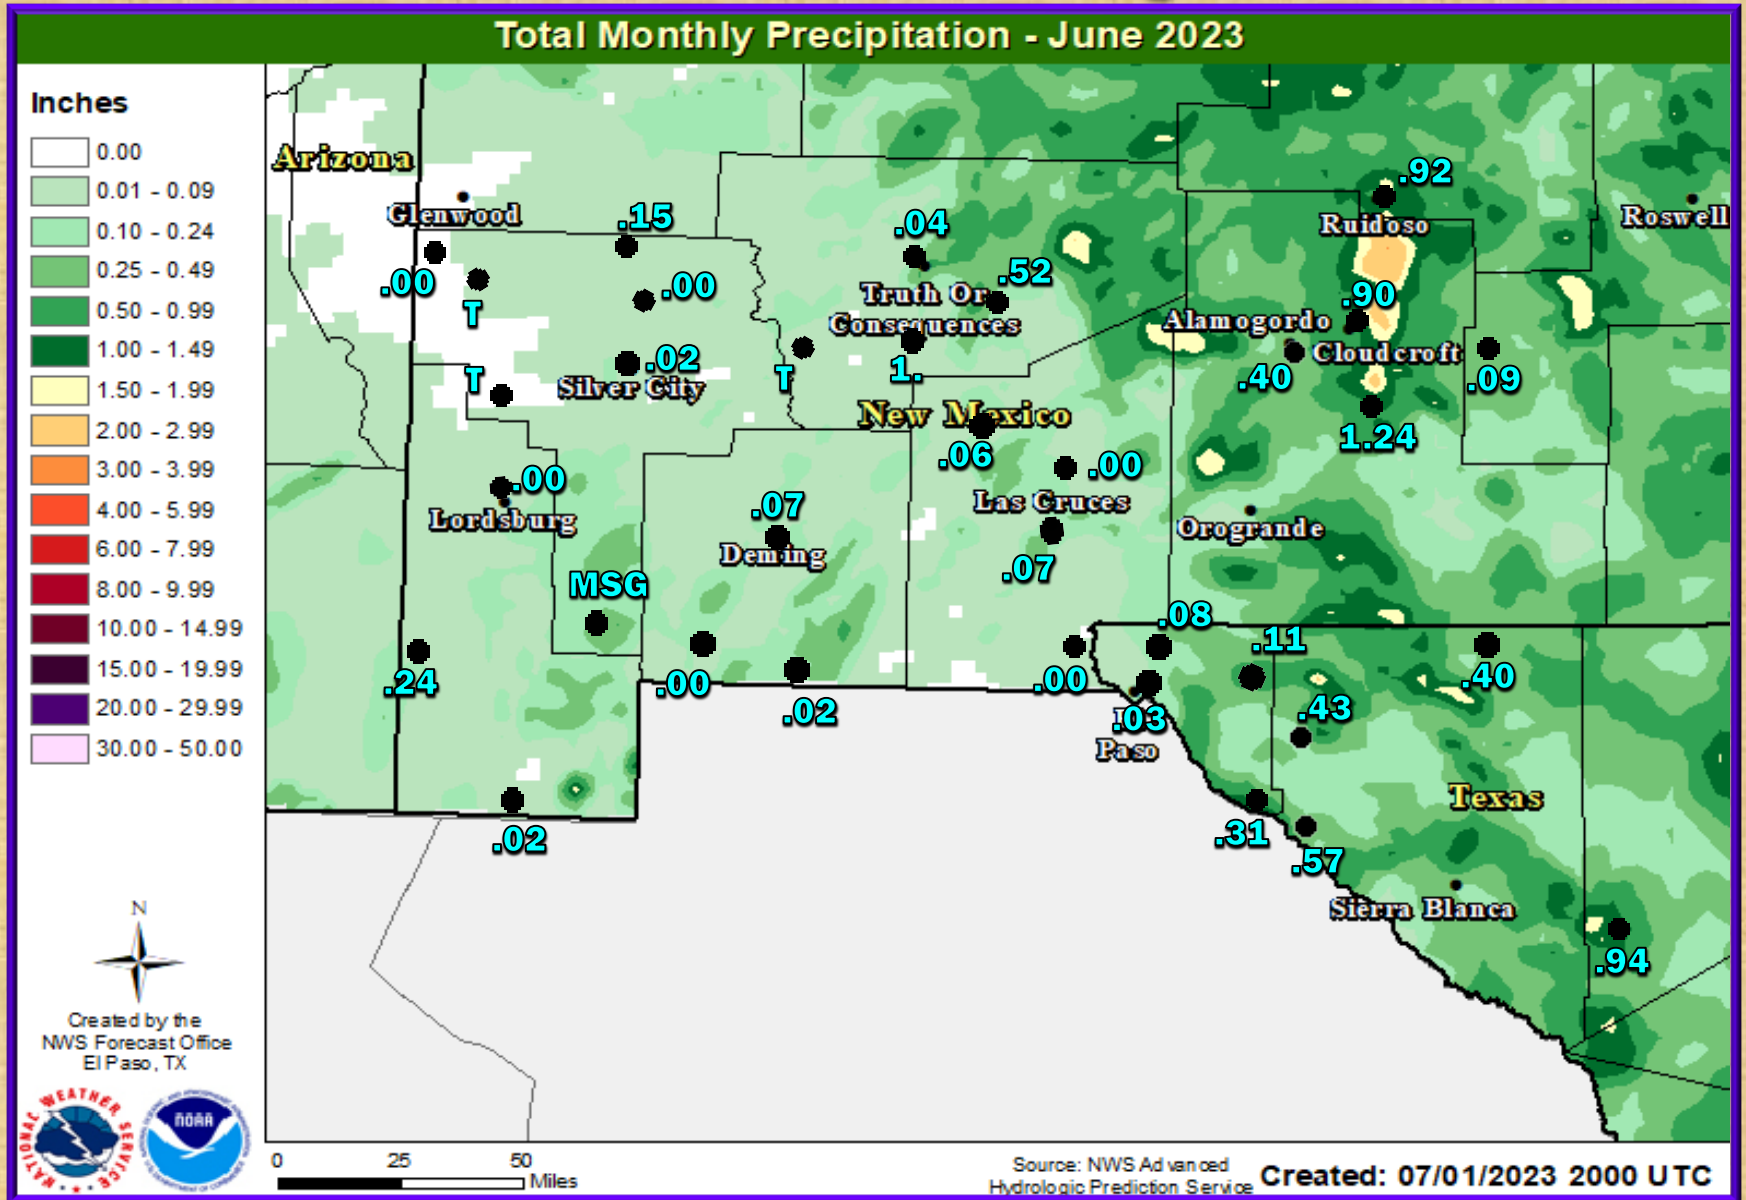 Total Monthly Precipitation - June 2023
Inches
0.00
0.01 - 0.09
0.10 - 0.24
0.25 - 0.49
0.50 - 0.99
1.00 - 1.49
1.50 - 1.99
2.00 - 2.99
3.00 - 3.99
4.00 - 5.99
6.00 - 7.99
8.00 - 9.99
10.00 - 14.99
15.00 - 19.99
20.00 - 29.99
30.00 - 50.00
Arizona
Glenwood
.00
T
.15
.00
T
.02
Silver City
T
.04
.52
Truth Or
Consequences
1.
New Mexico
.06
.00
Las Cruces
.07
.92
Ruidoso
Roswell
.90
Alamogordo
Cloudcroft
.40
.09
1.24
Orogrande
.00
Lordsburg
.07
Deming
MSG
.24
.00
.02
.00
.08
.11
.03
Paso
.43
.40
Texas
.02
.31
.57
Sierra Blanca
.94
N
Created by the
NWS Forecast Office
El Paso, TX
NATIONAL WEATHER SERVICE
NOAA
0 25 50
Miles
Source: NWS Advanced
Hydrologic Prediction Service
Created: 07/01/2023 2000 UTC